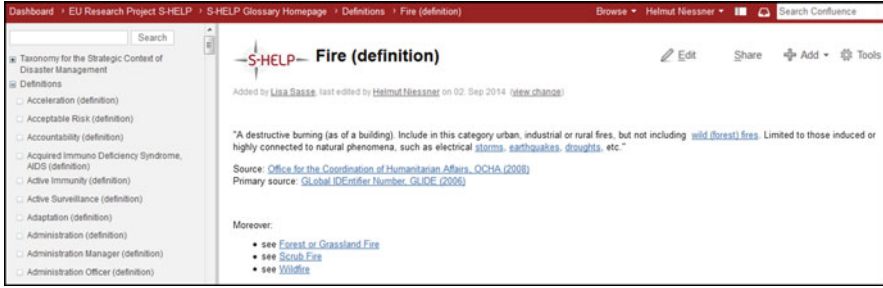 Dashboard › EU Research Project S-HELP › S-HELP Glossary Homepage › Definitions › Fire (definition)
Browse Helmut Niessner Search Confluence
Search
Taxonomy for the Strategic Context of
Disaster Management
Definitions
Acceleration (definition)
Acceptable Risk (definition)
Accountability (definition)
Acquired Immuno Deficiency Syndrome,
AIDS (definition)
Active Immunity (definition)
Active Surveillance (definition)
Adaptation (definition)
Administration (definition)
Administration Manager (definition)
Administration Officer (definition)
S-HELP Fire (definition)
Edit Share Add Tools
Added by Lisa Sasse, last edited by Helmut Niessner on 02. Sep 2014 (view change)
"A destructive burning (as of a building). Include in this category urban, industrial or rural fires, but not including wild (forest) fires. Limited to those induced or
highly connected to natural phenomena, such as electrical storms, earthquakes, droughts, etc."
Source: Office for the Coordination of Humanitarian Affairs, OCHA (2008)
Primary source: GLobal IDEntifier Number, GLIDE (2006)
Moreover:
• see Forest or Grassland Fire
• see Scrub Fire
• see Wildfire